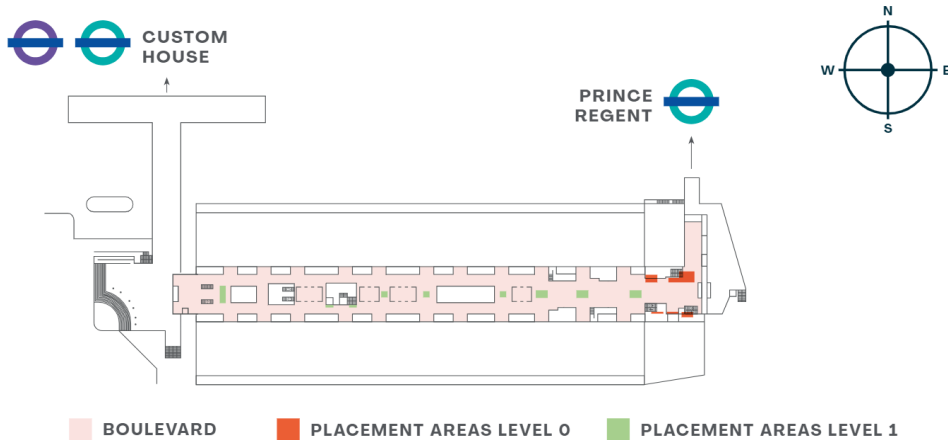 CUSTOM
HOUSE
PRINCE
REGENT
N
W E
S
BOULEVARD
PLACEMENT AREAS LEVEL 0
PLACEMENT AREAS LEVEL 1